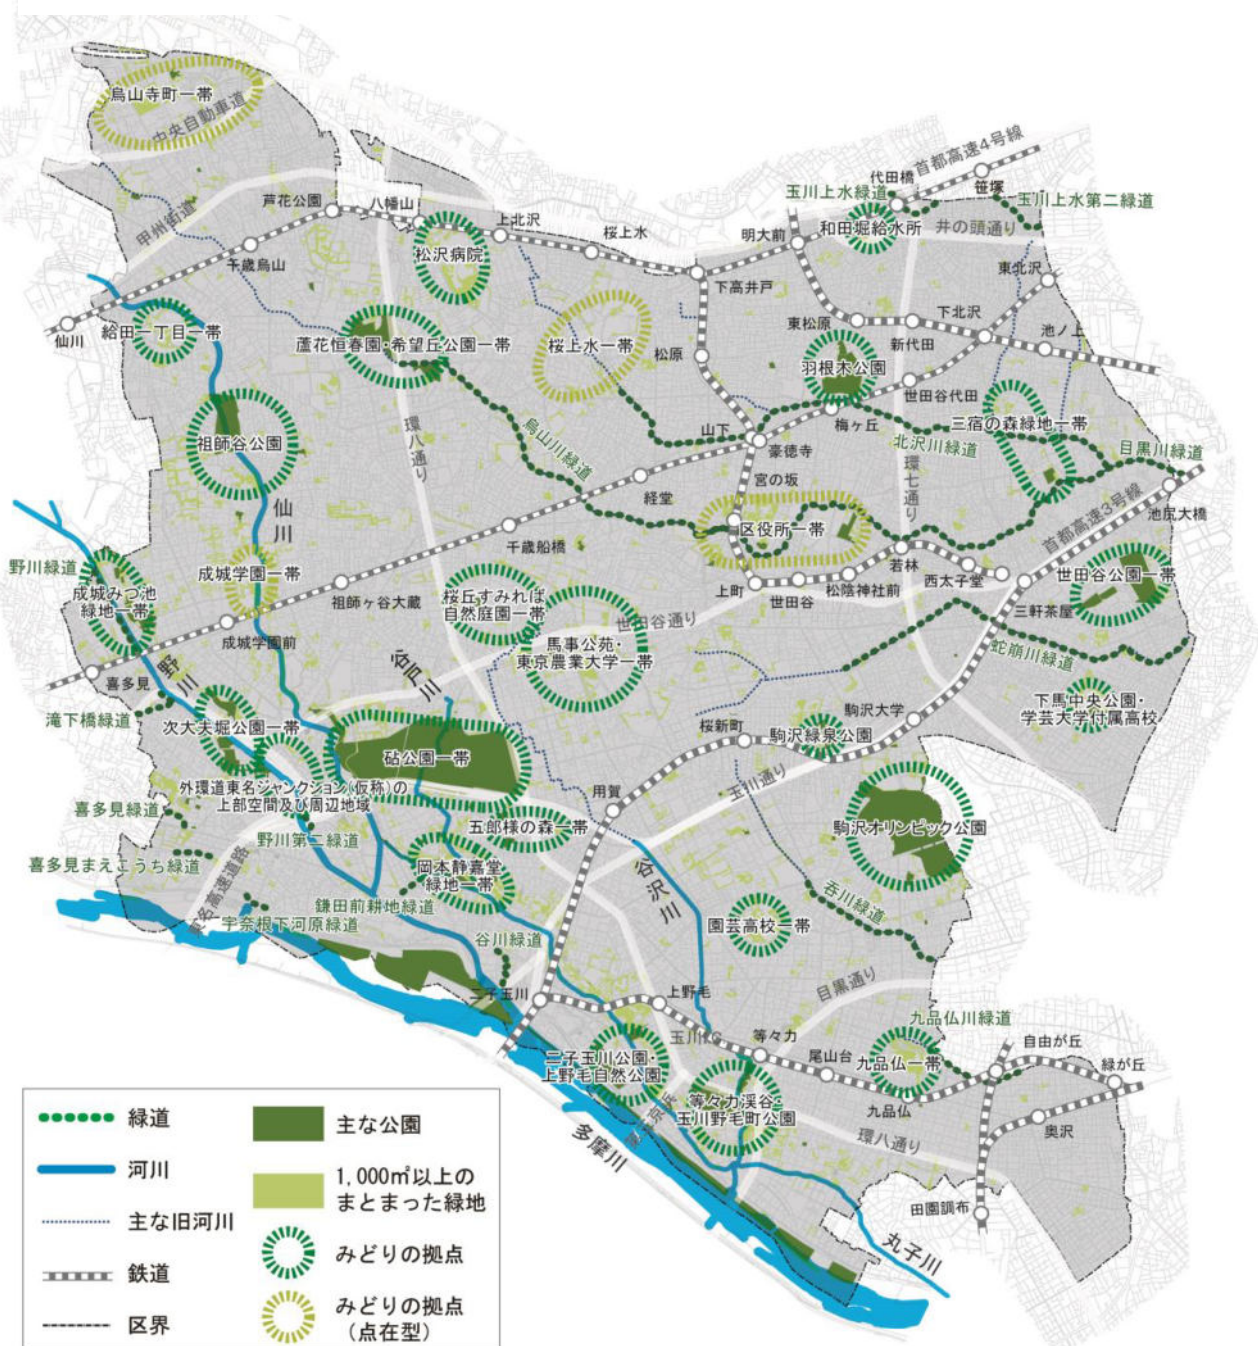 烏山寺町一帯
中央自動車道
首都高速4号線
代田橋
笹塚
玉川上水緑道
玉川上水第二緑道
芦花公園
八幡山
甲州街道
上北沢
桜上水
明大前
和田堀給水所
井の頭通り
千歳烏山
松沢病院
東北沢
下高井戸
仙川
給田一丁目一帯
蘆花恒春園・希望丘公園一帯
桜上水一帯
松原
東松原
下北沢
新代田
池ノ上
羽根木公園
世田谷代田
祖師谷公園
環八通り
烏山川緑道
山下
梅ヶ丘
三宿の森緑地一帯
豪徳寺
北沢川緑道
目黒川緑道
宮の坂
環七通り
経堂
池尻大橋
仙川
首都高速3号線
区役所一帯
千歳船橋
若林
野川緑道
成城学園一帯
西太子堂
世田谷公園一帯
成城みつ池
緑地一帯
祖師ヶ谷大蔵
桜丘すみれば
自然庭園一帯
上町
世田谷
松陰神社前
三軒茶屋
世田谷通り
成城学園前
馬事公苑・
東京農業大学一帯
蛇崩川緑道
谷戸川
野川
喜多見
滝下橋緑道
下馬中央公園・
学芸大学付属高校
次大夫堀公園一帯
駒沢大学
桜新町
駒沢緑泉公園
砧公園一帯
外環道東名ジャンクション(仮称)の
上部空間及び周辺地域
用賀
玉川通り
喜多見緑道
五郎様の森一帯
駒沢オリンピック公園
野川第二緑道
喜多見まえこうち緑道
岡本静嘉堂
緑地一帯
谷沢川
東名高速道路
鎌田前耕地緑道
呑川緑道
宇奈根下河原緑道
園芸高校一帯
谷川緑道
目黒通り
二子玉川
上野毛
九品仏川緑道
玉川IC
等々力
自由が丘
尾山台
九品仏一帯
緑が丘
二子玉川公園・
上野毛自然公園
九品仏
等々力渓谷・
玉川野毛町公園
奥沢
多摩川
環八通り
田園調布
丸子川
緑道
河川
主な旧河川
鉄道
区界
主な公園
1,000㎡以上の
まとまった緑地
みどりの拠点
みどりの拠点
（点在型）